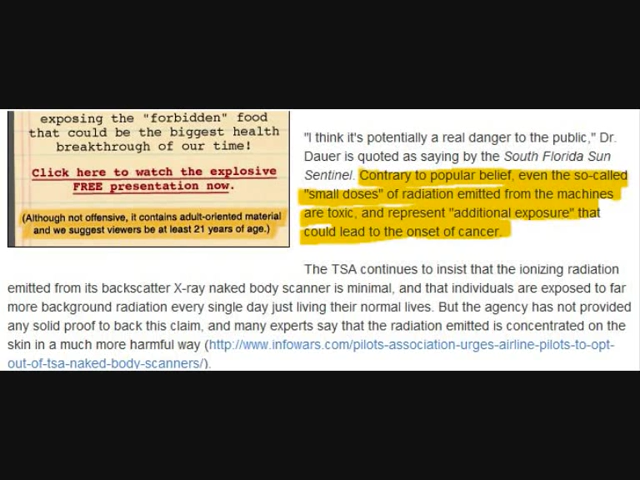 exposing the "forbidden" food
that could be the biggest health
breakthrough of our time!
Click here to watch the explosive
FREE presentation now.
(Although not offensive, it contains adult-oriented material
and we suggest viewers be at least 21 years of age.)
"I think it's potentially a real danger to the public," Dr.
Dauer is quoted as saying by the South Florida Sun
Sentinel. Contrary to popular belief, even the so-called
"small doses" of radiation emitted from the machines
are toxic, and represent "additional exposure" that
could lead to the onset of cancer.
The TSA continues to insist that the ionizing radiation
emitted from its backscatter X-ray naked body scanner is minimal, and that individuals are exposed to far
more background radiation every single day just living their normal lives. But the agency has not provided
any solid proof to back this claim, and many experts say that the radiation emitted is concentrated on the
skin in a much more harmful way (http://www.infowars.com/pilots-association-urges-airline-pilots-to-opt-
out-of-tsa-naked-body-scanners/).